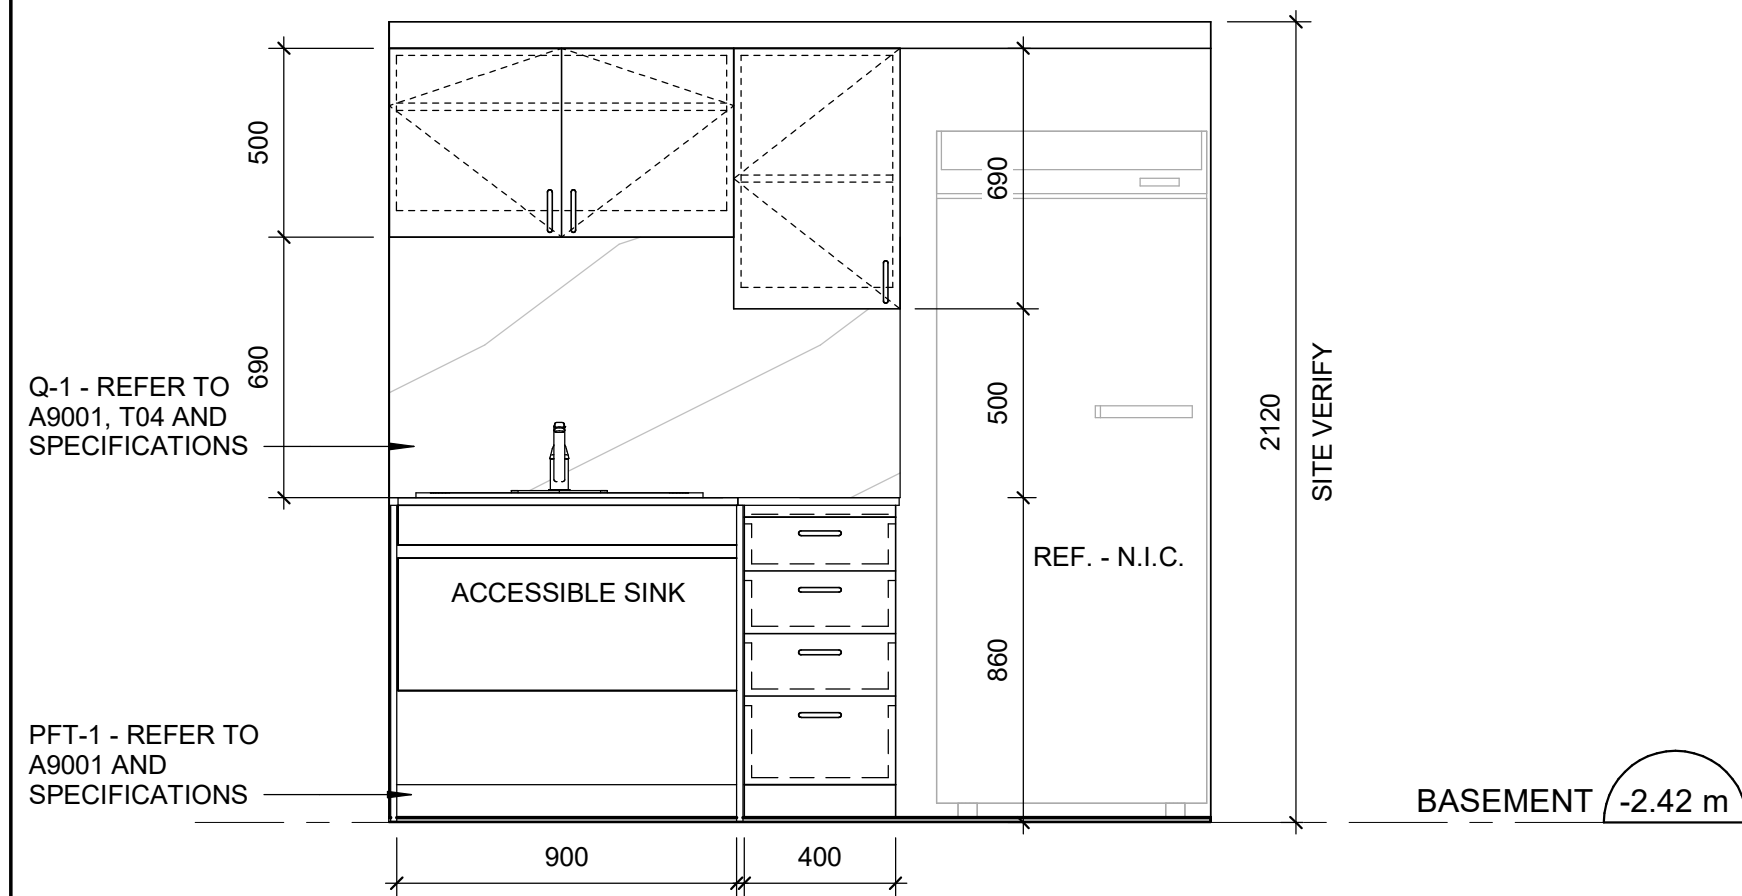 500
690
690
500
860
2120
SITE VERIFY
Q-1 - REFER TO
A9001, T04 AND
SPECIFICATIONS
ACCESSIBLE SINK
REF. - N.I.C.
PFT-1 - REFER TO
A9001 AND
SPECIFICATIONS
BASEMENT -2.42 m
900
400